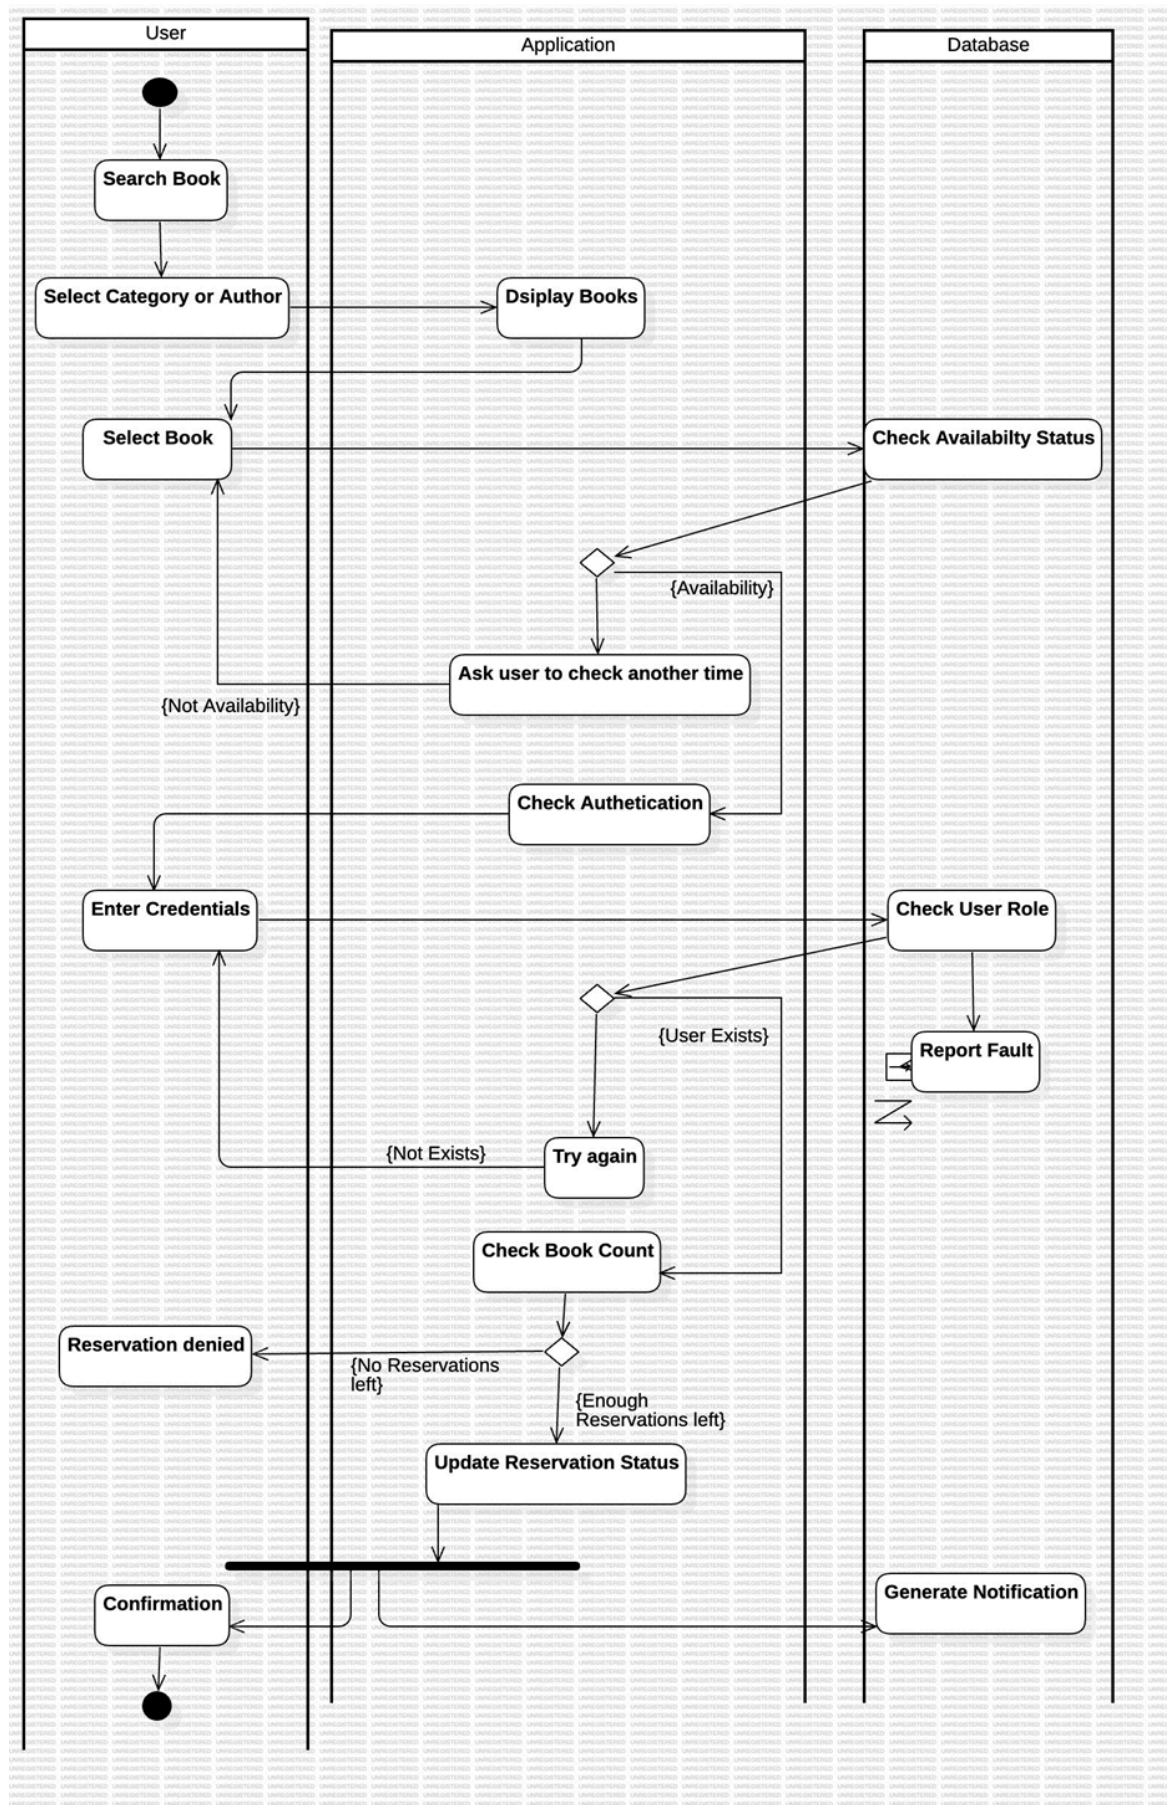 User
Application
Database
Search Book
Select Category or Author
Dsiplay Books
Select Book
Check Availabilty Status
{Availability}
Ask user to check another time
{Not Availability}
Check Authetication
Enter Credentials
Check User Role
{User Exists}
Report Fault
{Not Exists}
Try again
Check Book Count
Reservation denied
{No Reservations
left}
{Enough
Reservations left}
Update Reservation Status
Confirmation
Generate Notification
UNREGISTERED